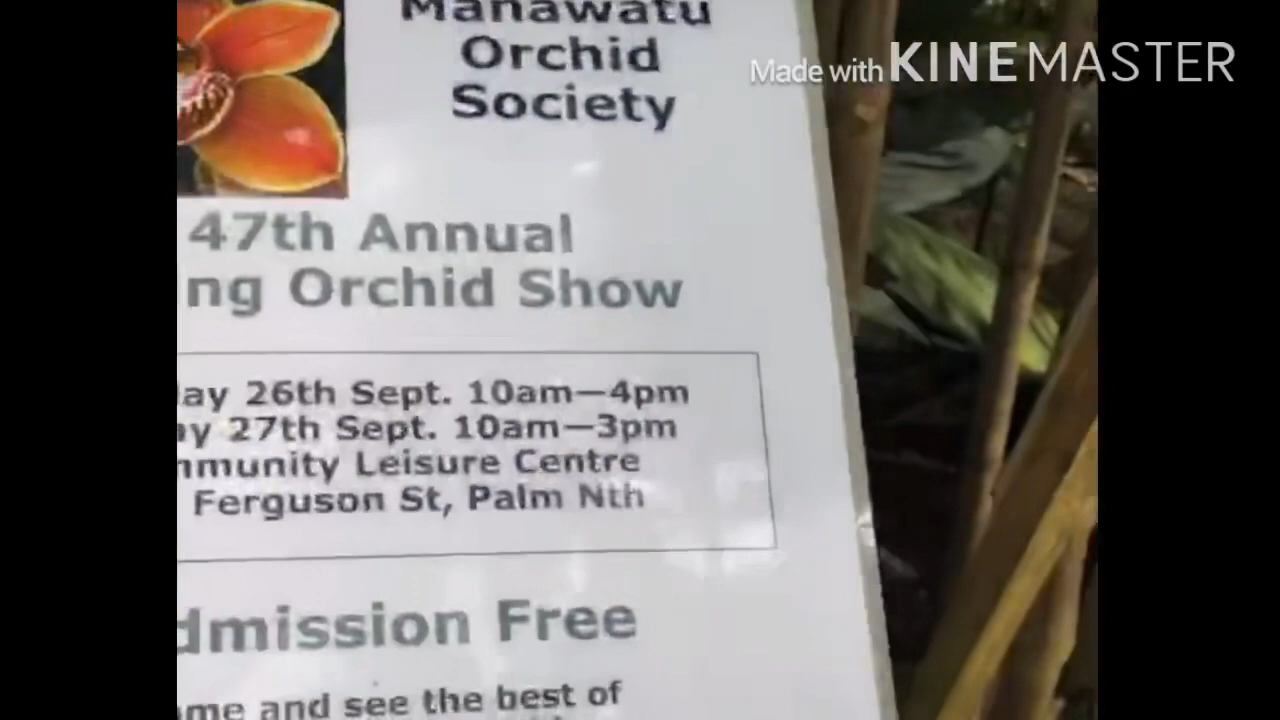 Manawatu
Orchid
Society
Made with KINEMASTER
47th Annual
ng Orchid Show
ay 26th Sept. 10am—4pm
y 27th Sept. 10am—3pm
mmunity Leisure Centre
Ferguson St, Palm Nth
dmission Free
me and see the best of